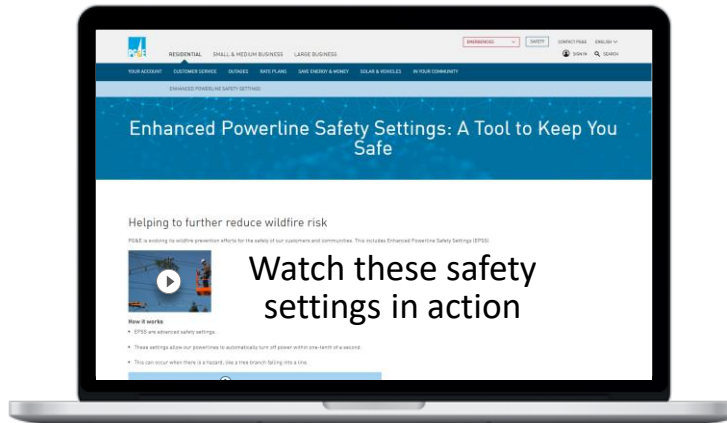 PG&E
RESIDENTIAL SMALL & MEDIUM BUSINESS LARGE BUSINESS
EMERGENCIES SAFETY CONTACT PG&E ENGLISH
SIGN IN SEARCH
YOUR ACCOUNT CUSTOMER SERVICE OUTAGES RATE PLANS SAVE ENERGY & MONEY SOLAR & VEHICLES IN YOUR COMMUNITY
ENHANCED POWERLINE SAFETY SETTINGS
Enhanced Powerline Safety Settings: A Tool to Keep You
Safe
Helping to further reduce wildfire risk
PG&E is evolving its wildfire prevention efforts for the safety of our customers and communities. This includes Enhanced Powerline Safety Settings (EPSS).
Watch these safety
settings in action
How it works
• EPSS are advanced safety settings.
• These settings allow our powerlines to automatically turn off power within one-tenth of a second.
• This can occur when there is a hazard, like a tree branch falling into a line.